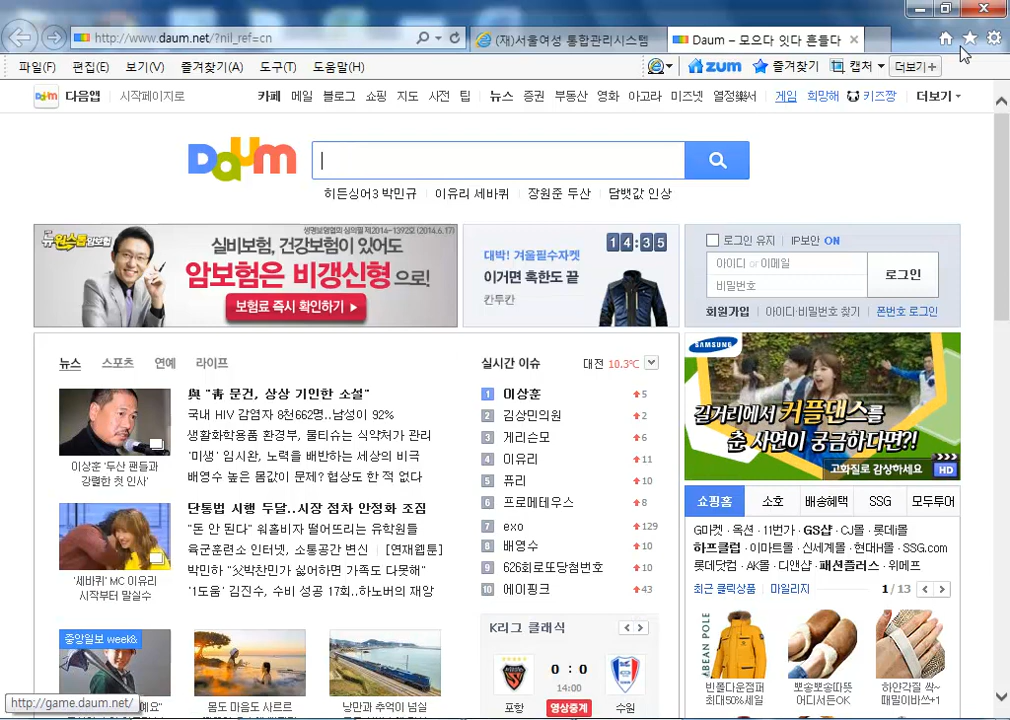 http://www.daum.net/?nil_ref=cn
(재)서울여성 통합관리시스템
Daum – 모으다 잇다 흔들다
파일(F) 편집(E) 보기(V) 즐겨찾기(A) 도구(T) 도움말(H)
zum 즐겨찾기 캡처 더보기+
Daum 다음앱 시작페이지로 카페 메일 블로그 쇼핑 지도 사전 팁 뉴스 증권 부동산 영화 아고라 미즈넷 열정樂서 게임 희망해 키즈짱 더보기
Daum
히든싱어3 박민규 이유리 세바퀴 장원준 두산 담뱃값 인상
생명보험협회 심의필 제2014-1392호 (2014.6.17)
실비보험, 건강보험이 있어도
암보험은 비갱신형으로!
보험료 즉시 확인하기
14:35
대박! 겨울필수자켓
이거면 혹한도 끝
칸투칸
로그인 유지 IP보안 ON
아이디 or 이메일
비밀번호
로그인
회원가입 아이디·비밀번호 찾기 폰번호 로그인
뉴스 스포츠 연예 라이프
이상훈 '두산 팬들과
강렬한 첫 인사'
與 "靑 문건, 상상 기인한 소설"
국내 HIV 감염자 8천662명..남성이 92%
생활화학용품 환경부, 물티슈는 식약처가 관리
'미생' 임시완, 노력을 배반하는 세상의 비극
배영수 높은 몸값이 문제? 협상도 한 적 없다
'세바퀴' MC 이유리
시작부터 말실수
단통법 시행 두달..시장 점차 안정화 조짐
"돈 안 된다" 워홀비자 떨어뜨리는 유학원들
육군훈련소 인터넷, 소통공간 변신 [연재웹툰]
박민하 "父박찬민가 싫어하면 가족도 다못해"
'1도움' 김진수, 수비 성공 17회..하노버의 재앙
중앙일보 week&
몸도 마음도 사르르
낭만과 추억이 넘실
실시간 이슈 대전 10.3℃
1 이상훈 5
2 김상민의원 2
3 게리순모 6
4 이유리 11
5 퓨리 10
6 프로메테우스 8
7 exo 129
8 배영수 10
9 626회로또당첨번호 10
10 에이핑크 43
K리그 클래식
0 : 0
14:00
포항 영상중계 수원
SAMSUNG
길거리에서 커플댄스를
춘 사연이 궁금하다면?!
고화질로 감상하세요 HD
쇼핑홈 소호 배송혜택 SSG 모두투어
G마켓 · 옥션 · 11번가 · GS샵 · CJ몰 · 롯데몰
하프클럽 · 이마트몰 · 신세계몰 · 현대H몰 · SSG.com
롯데닷컴 · AK몰 · 디앤샵 · 패션플러스 · 위메프
최근 클릭상품 마일리지 1 / 13
빈폴다운점퍼
최대50%세일
뽀송뽀송따뜻
머디서든OK
하안각질 싹~
때밀이바스+1
http://game.daum.net/